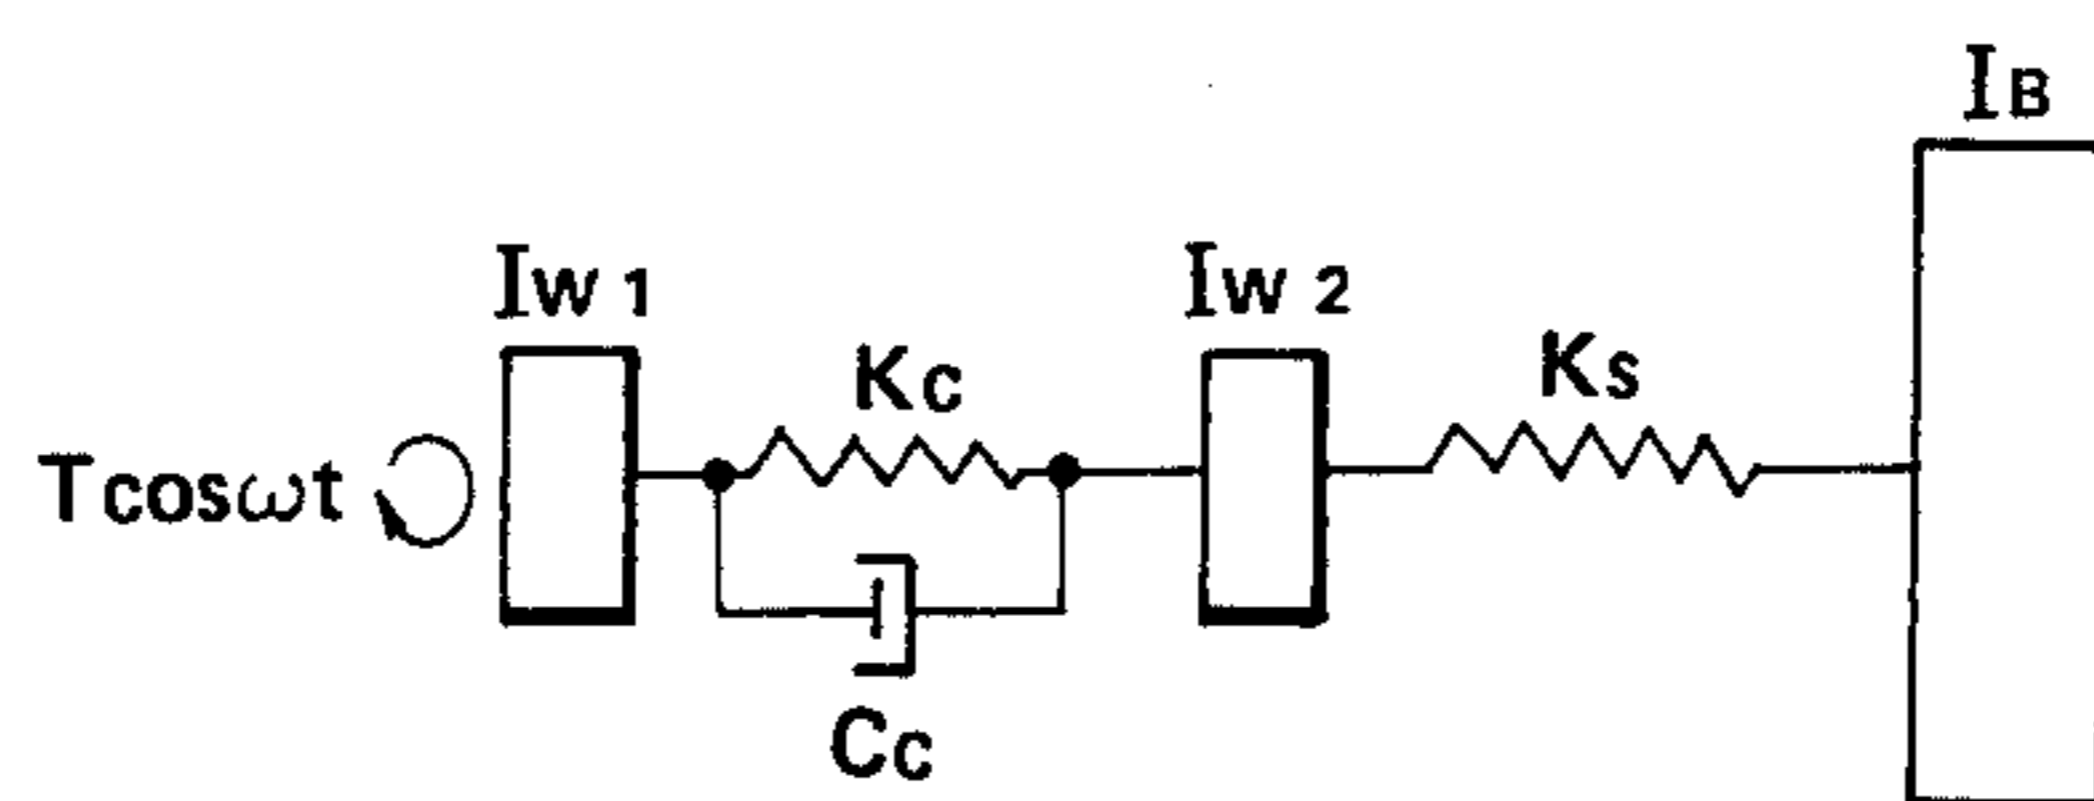 IB
Iw 1
Iw 2
Kc
Ks
Tcosωt
Cc